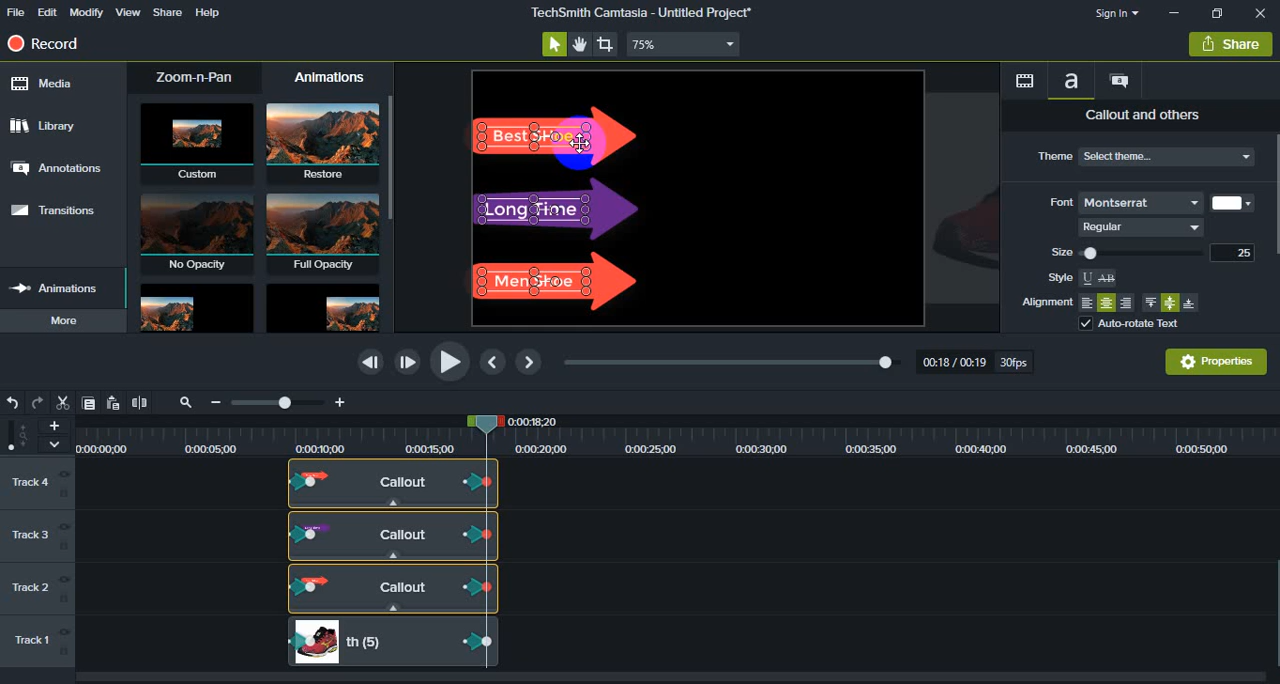 File Edit Modify View Share Help
TechSmith Camtasia - Untitled Project*
Sign In
Record
75%
Share
Media
Library
Annotations
Transitions
Animations
More
Zoom-n-Pan
Animations
Custom
Restore
No Opacity
Full Opacity
Best Shoe
Long Time
Men Shoe
a
a
Callout and others
Theme Select theme...
Font Montserrat
Regular
Size 25
Style U AB
Alignment
Auto-rotate Text
00:18 / 00:19 30fps
Properties
0:00:18;20
0:00:00;00 0:00:05;00 0:00:10;00 0:00:15;00 0:00:20;00 0:00:25;00 0:00:30;00 0:00:35;00 0:00:40;00 0:00:45;00 0:00:50;00
Track 4 Callout
Track 3 Callout
Track 2 Callout
Track 1 th (5)